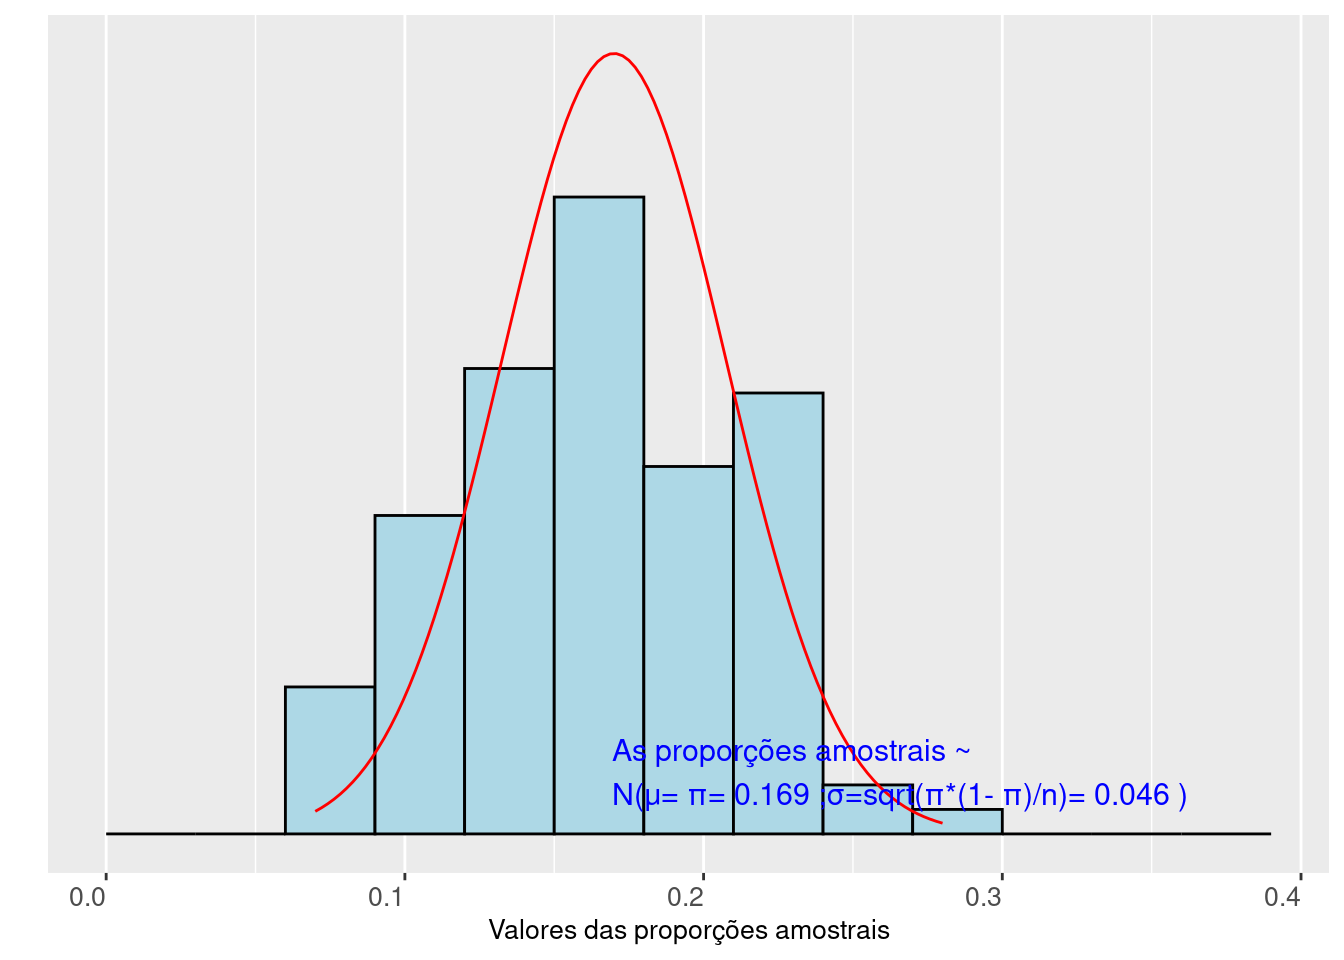 As proporções amostrais ~
N(μ= π= 0.169 ;σ=sqrt(π*(1- π)/n)= 0.046 )
0.0 0.1 0.2 0.3 0.4
Valores das proporções amostrais